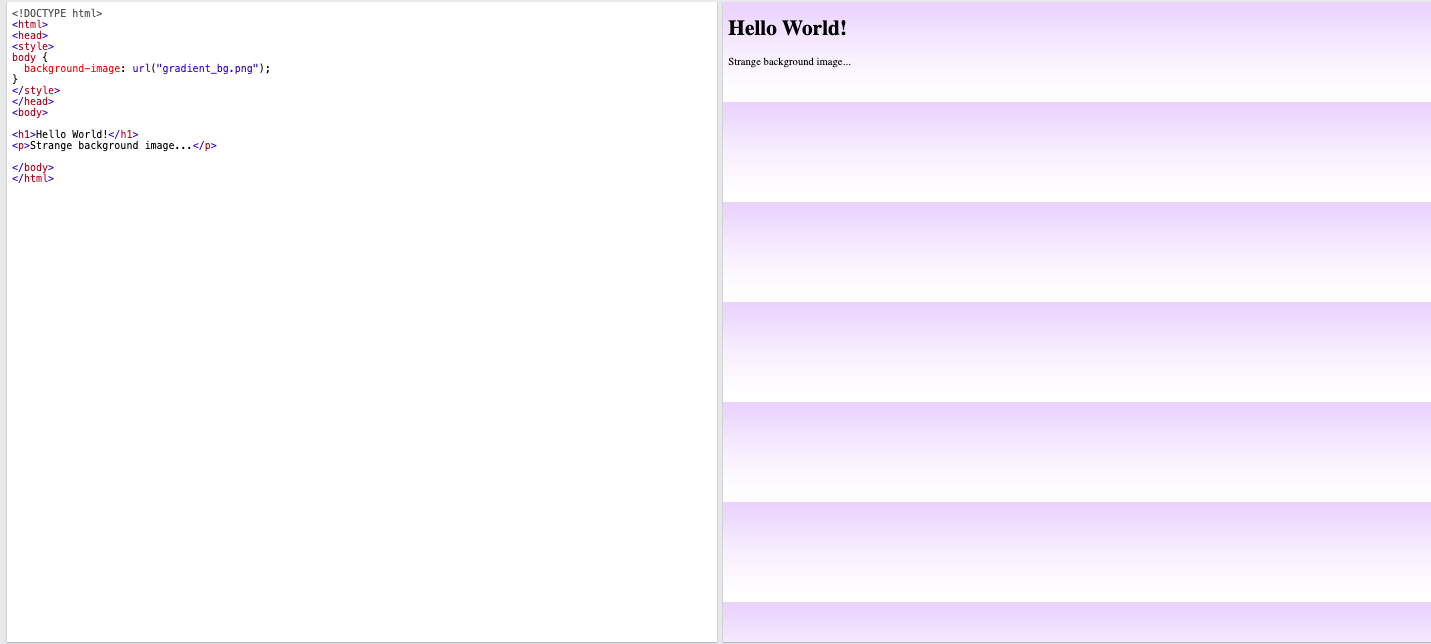 <!DOCTYPE html>
<html>
<head>
<style>
body {
  background-image: url("gradient_bg.png");
}
</style>
</head>
<body>

<h1>Hello World!</h1>
<p>Strange background image...</p>

</body>
</html>
Hello World!
Strange background image...